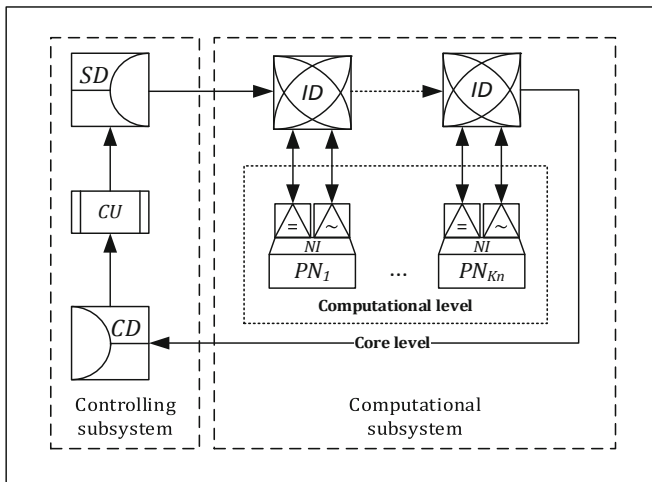 SD
ID
ID
CU
= ~
NI
PN1
...
= ~
NI
PNKn
Computational level
CD
Core level
Controlling
subsystem
Computational
subsystem